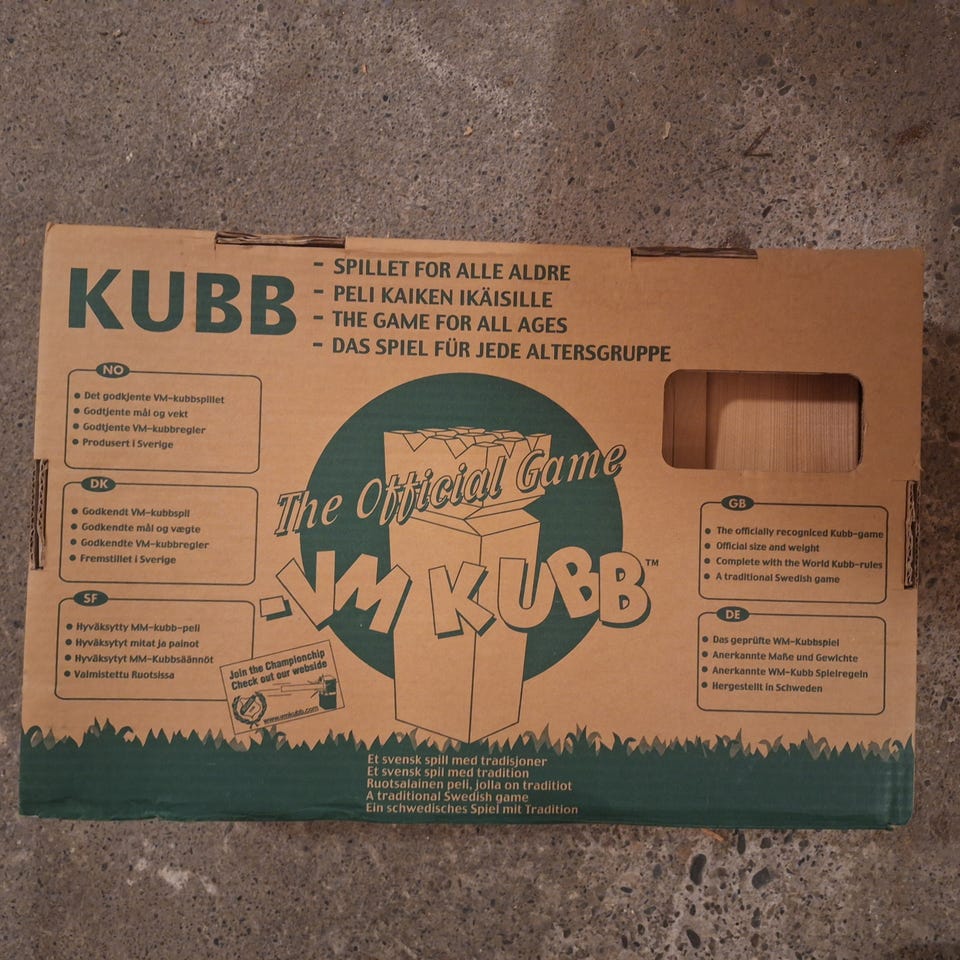 KUBB
- SPILLET FOR ALLE ALDRE
- PELI KAIKEN IKÄISILLE
- THE GAME FOR ALL AGES
- DAS SPIEL FÜR JEDE ALTERSGRUPPE
NO
• Det godkjente VM-kubbspillet
• Godtjente mål og vekt
• Godtjente VM-kubbregler
• Produsert i Sverige
DK
• Godkendt VM-kubbspil
• Godkendte mål og vægte
• Godkendte VM-kubbregler
• Fremstillet i Sverige
SF
• Hyväksytty MM-kubb-peli
• Hyväksytyt mitat ja painot
• Hyväksytyt MM-Kubbsäännöt
• Valmistettu Ruotsissa
The Official Game
-VM KUBB™
Join the Championchip
Check out our webside
www.vmkubb.com
GB
• The officially recogniced Kubb-game
• Official size and weight
• Complete with the World Kubb-rules
• A traditional Swedish game
DE
• Das geprüfte WM-Kubbspiel
• Anerkannte Maße und Gewichte
• Anerkannte WM-Kubb Spielregeln
• Hergestellt in Schweden
Et svensk spill med tradisjoner
Et svensk spil med tradition
Ruotsalainen peli, jolla on traditiot
A traditional Swedish game
Ein schwedisches Spiel mit Tradition